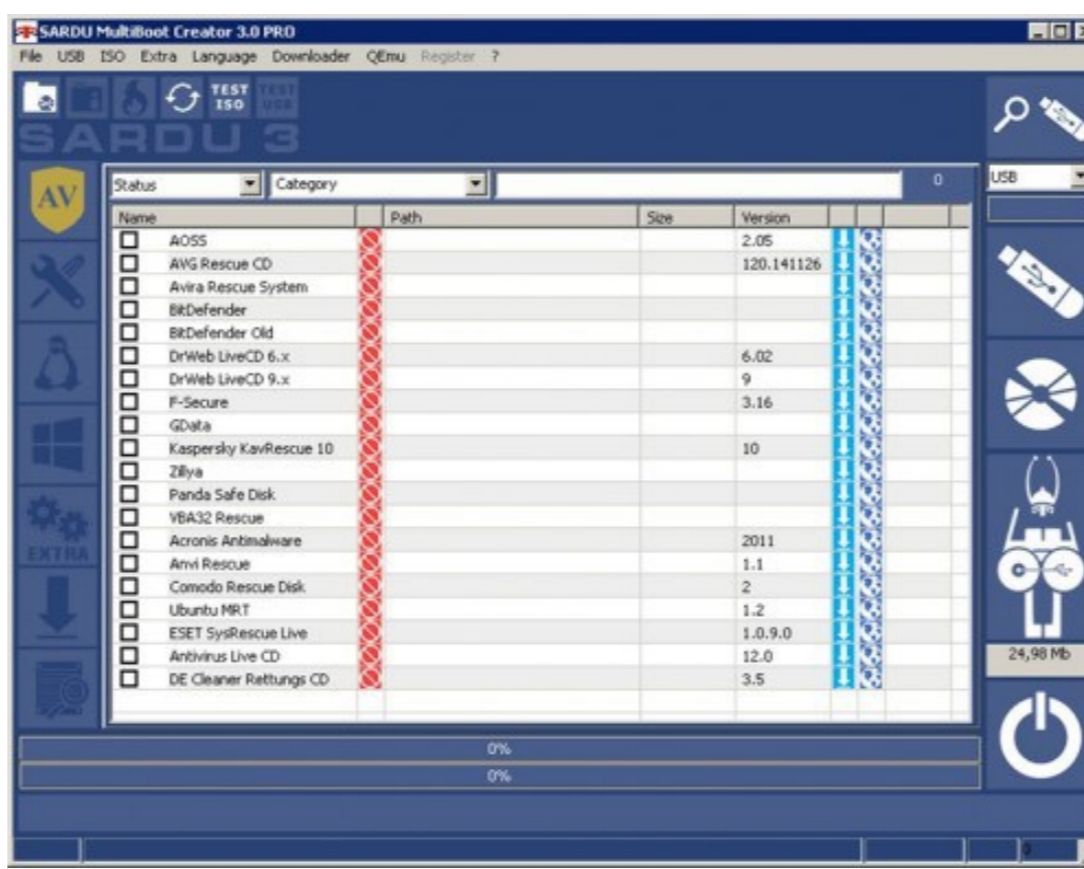 SARDU MultiBoot Creator 3.0 PRO
File USB ISO Extra Language Downloader QEmu Register ?
TEST ISO TEST USB
SARDU 3
AV
Status Category 0
USB
Name Path Size Version
AOSS 2.05
AVG Rescue CD 120.141126
Avira Rescue System
BitDefender
BitDefender Old
DrWeb LiveCD 6.x 6.02
DrWeb LiveCD 9.x 9
F-Secure 3.16
GData
Kaspersky KavRescue 10 10
Zillya
Panda Safe Disk
VBA32 Rescue
Acronis Antimalware 2011
EXTRA
Anvi Rescue 1.1
Comodo Rescue Disk 2
Ubuntu MRT 1.2
ESET SysRescue Live 1.0.9.0
Antivirus Live CD 12.0
24,98 Mb
DE Cleaner Rettungs CD 3.5
0%
0%
0